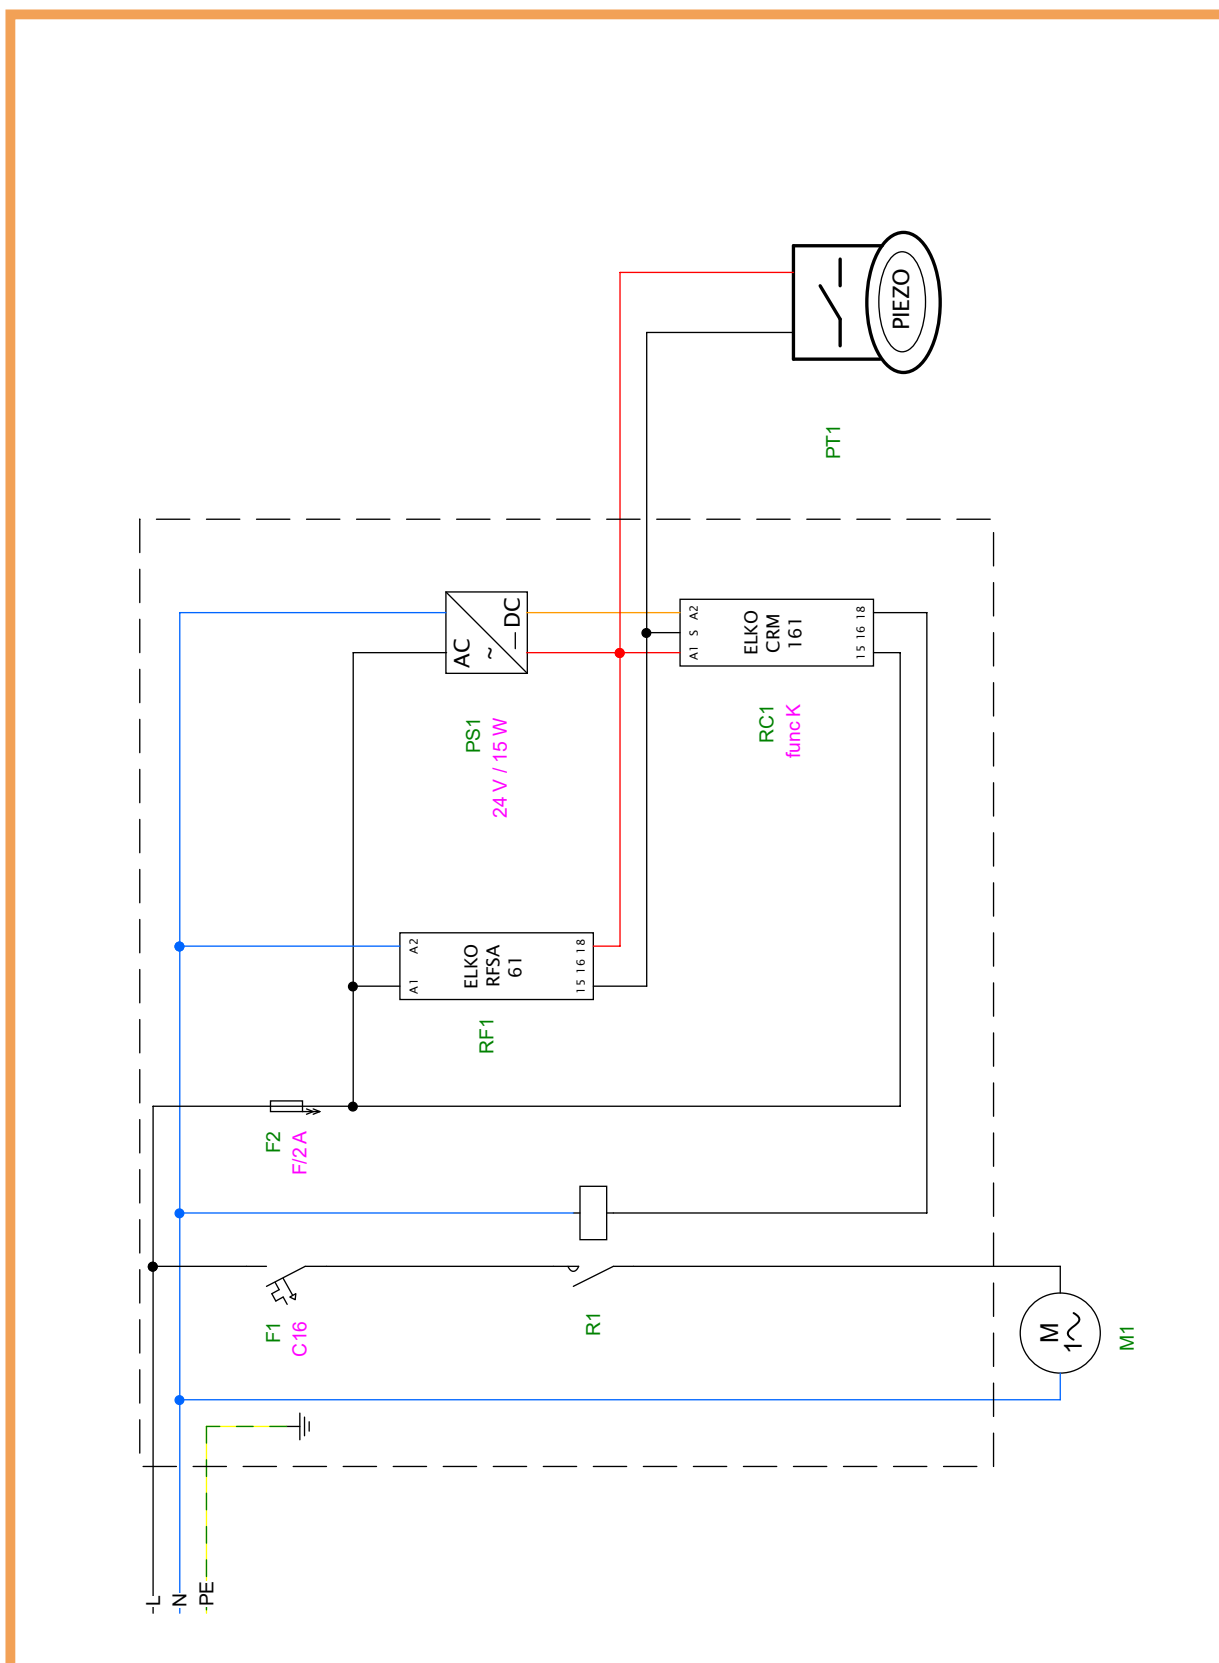 L
N
PE
F1
C16
R1
M
1~
M1
F2
F/2 A
A1
A2
ELKO
RFSA
61
15 16 18
RF1
AC
~
DC
PS1
24 V / 15 W
A1 S A2
ELKO
CRM
161
15 16 18
RC1
func K
PIEZO
PT1